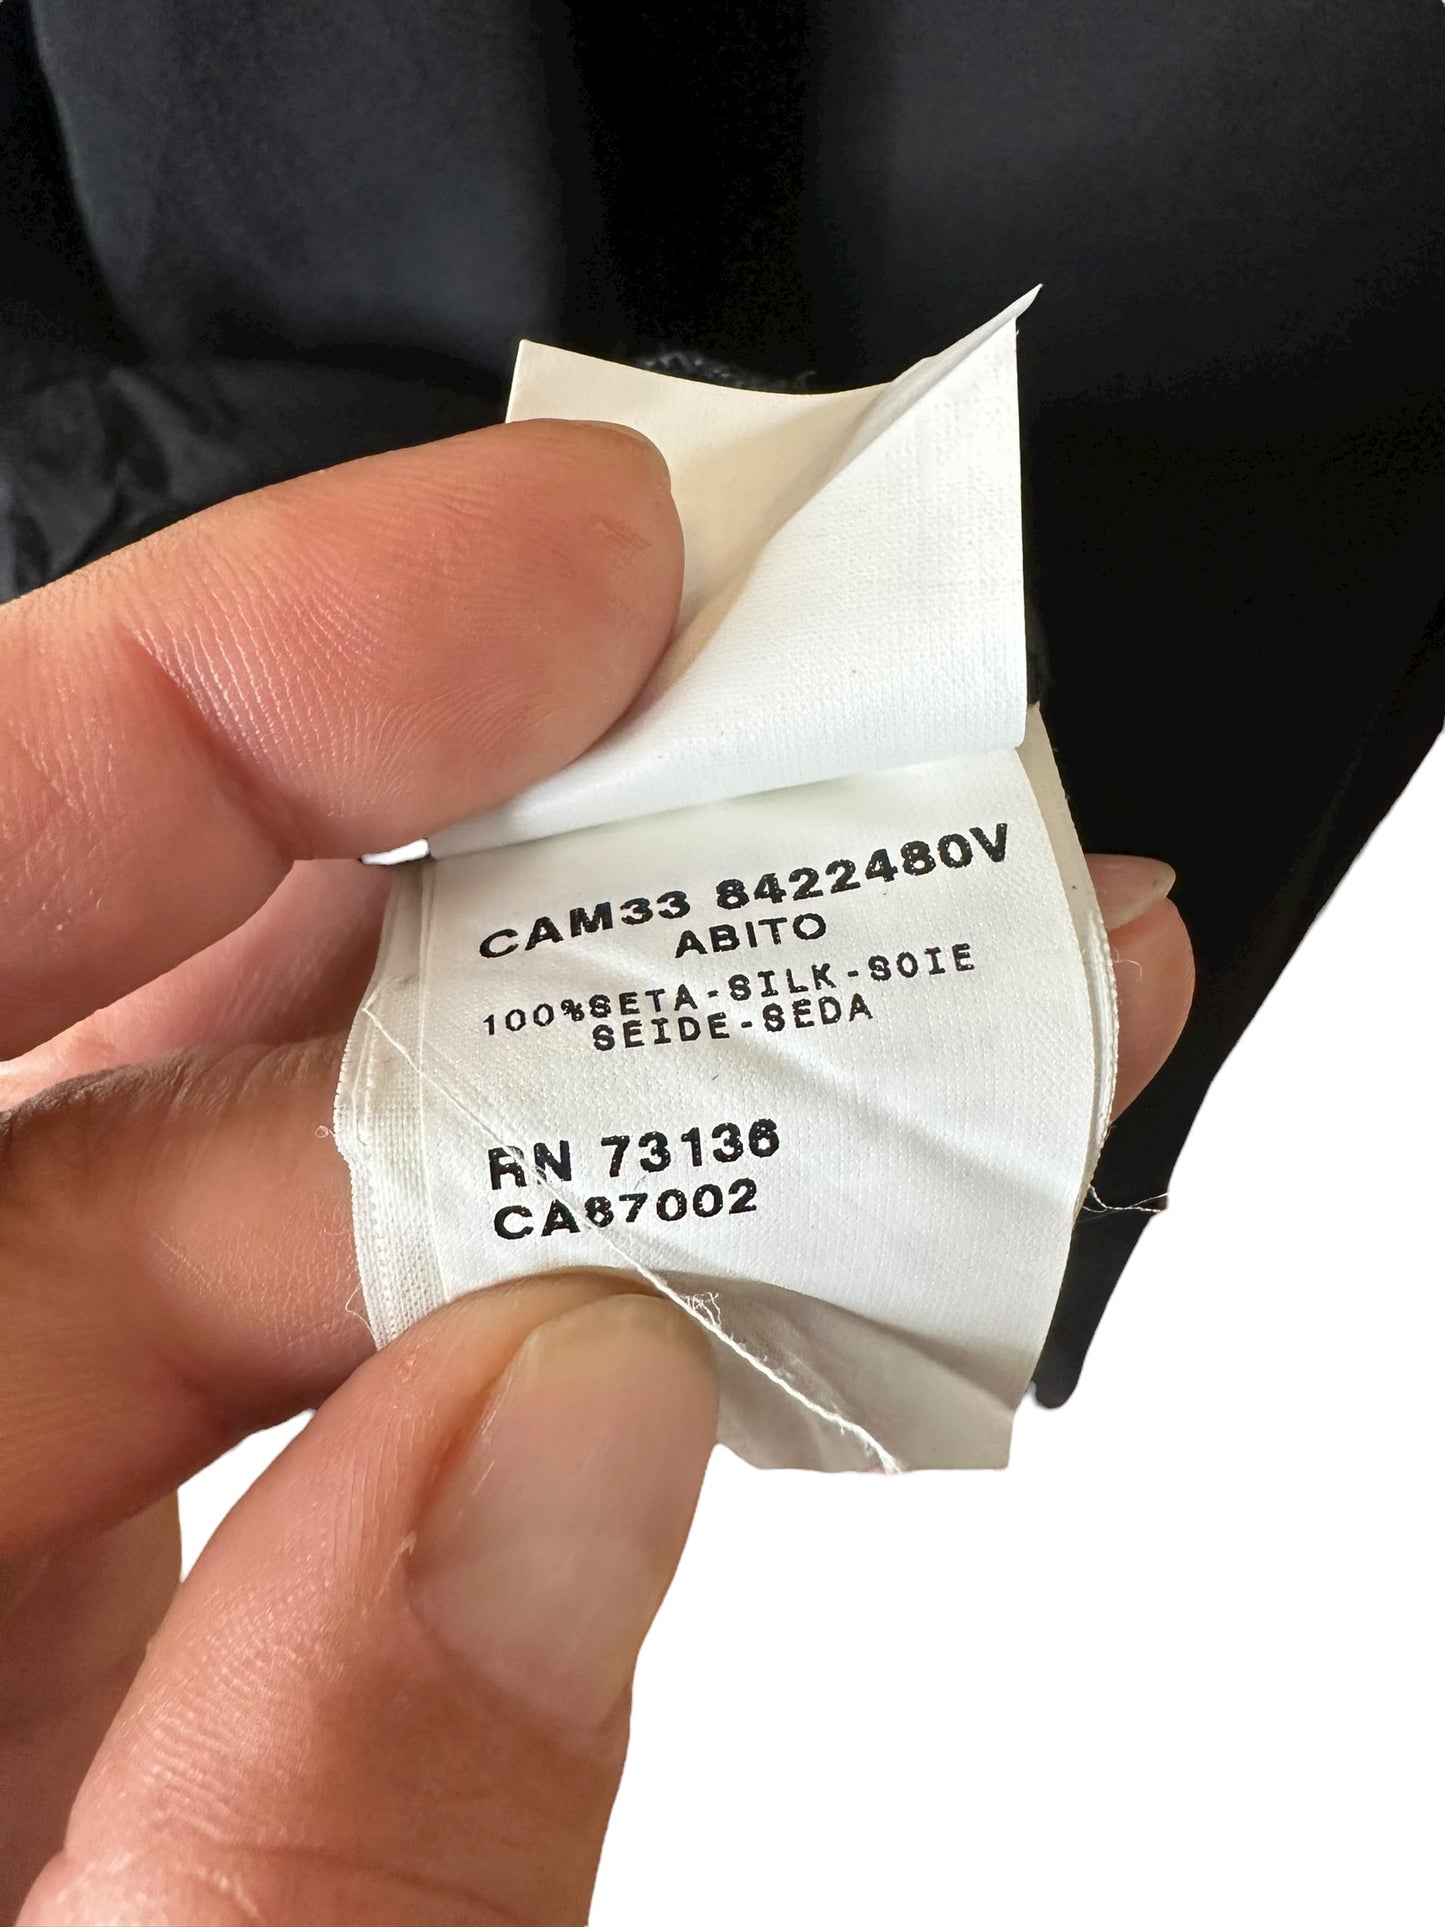 CAM33 8422480V
ABITO
100%SETA-SILK-SOIE
SEIDE-SEDA
RN 73136
CA87002